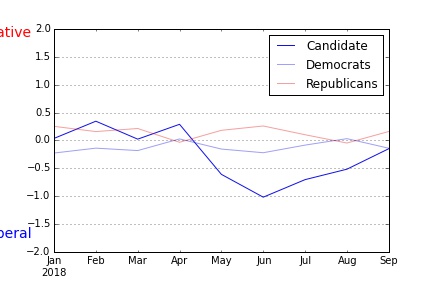 ative
2.0
1.5
1.0
0.5
0.0
−0.5
−1.0
−1.5
−2.0
beral
Candidate
Democrats
Republicans
Jan Feb Mar Apr May Jun Jul Aug Sep
2018